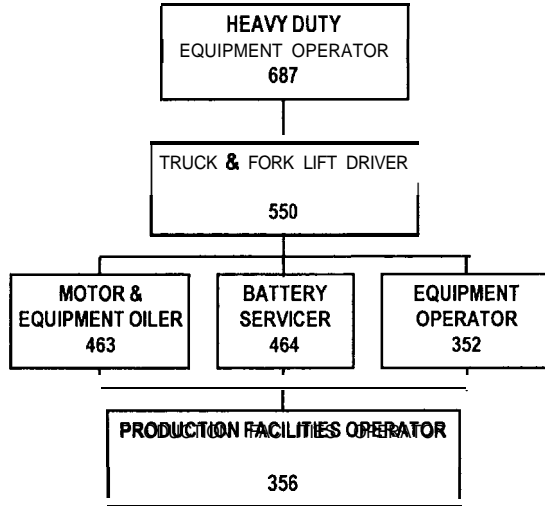 HEAVY DUTY
EQUIPMENT OPERATOR
687
TRUCK & FORK LIFT DRIVER
550
MOTOR &
EQUIPMENT OILER
463
BATTERY
SERVICER
464
EQUIPMENT
OPERATOR
352
PRODUCTION FACILITIES OPERATOR
356